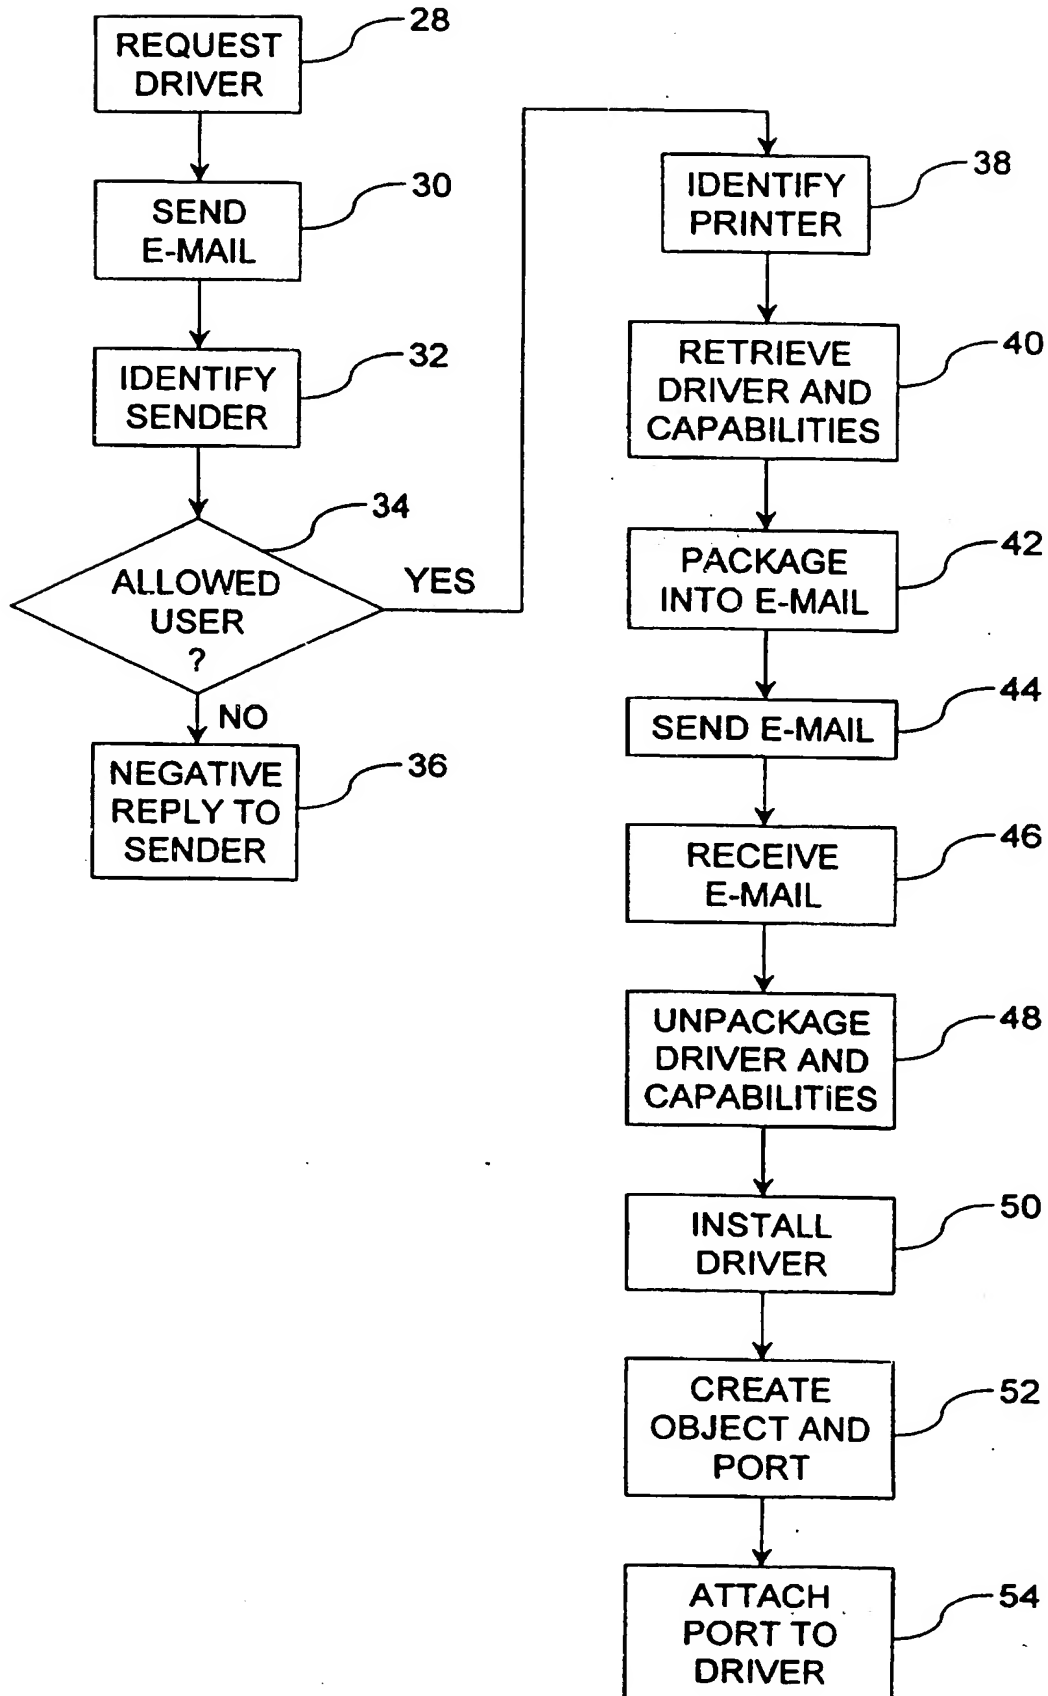 REQUEST
DRIVER
28
SEND
E-MAIL
30
IDENTIFY
SENDER
32
ALLOWED
USER
?
34
YES
NO
NEGATIVE
REPLY TO
SENDER
36
IDENTIFY
PRINTER
38
RETRIEVE
DRIVER AND
CAPABILITIES
40
PACKAGE
INTO E-MAIL
42
SEND E-MAIL
44
RECEIVE
E-MAIL
46
UNPACKAGE
DRIVER AND
CAPABILITIES
48
INSTALL
DRIVER
50
CREATE
OBJECT AND
PORT
52
ATTACH
PORT TO
DRIVER
54